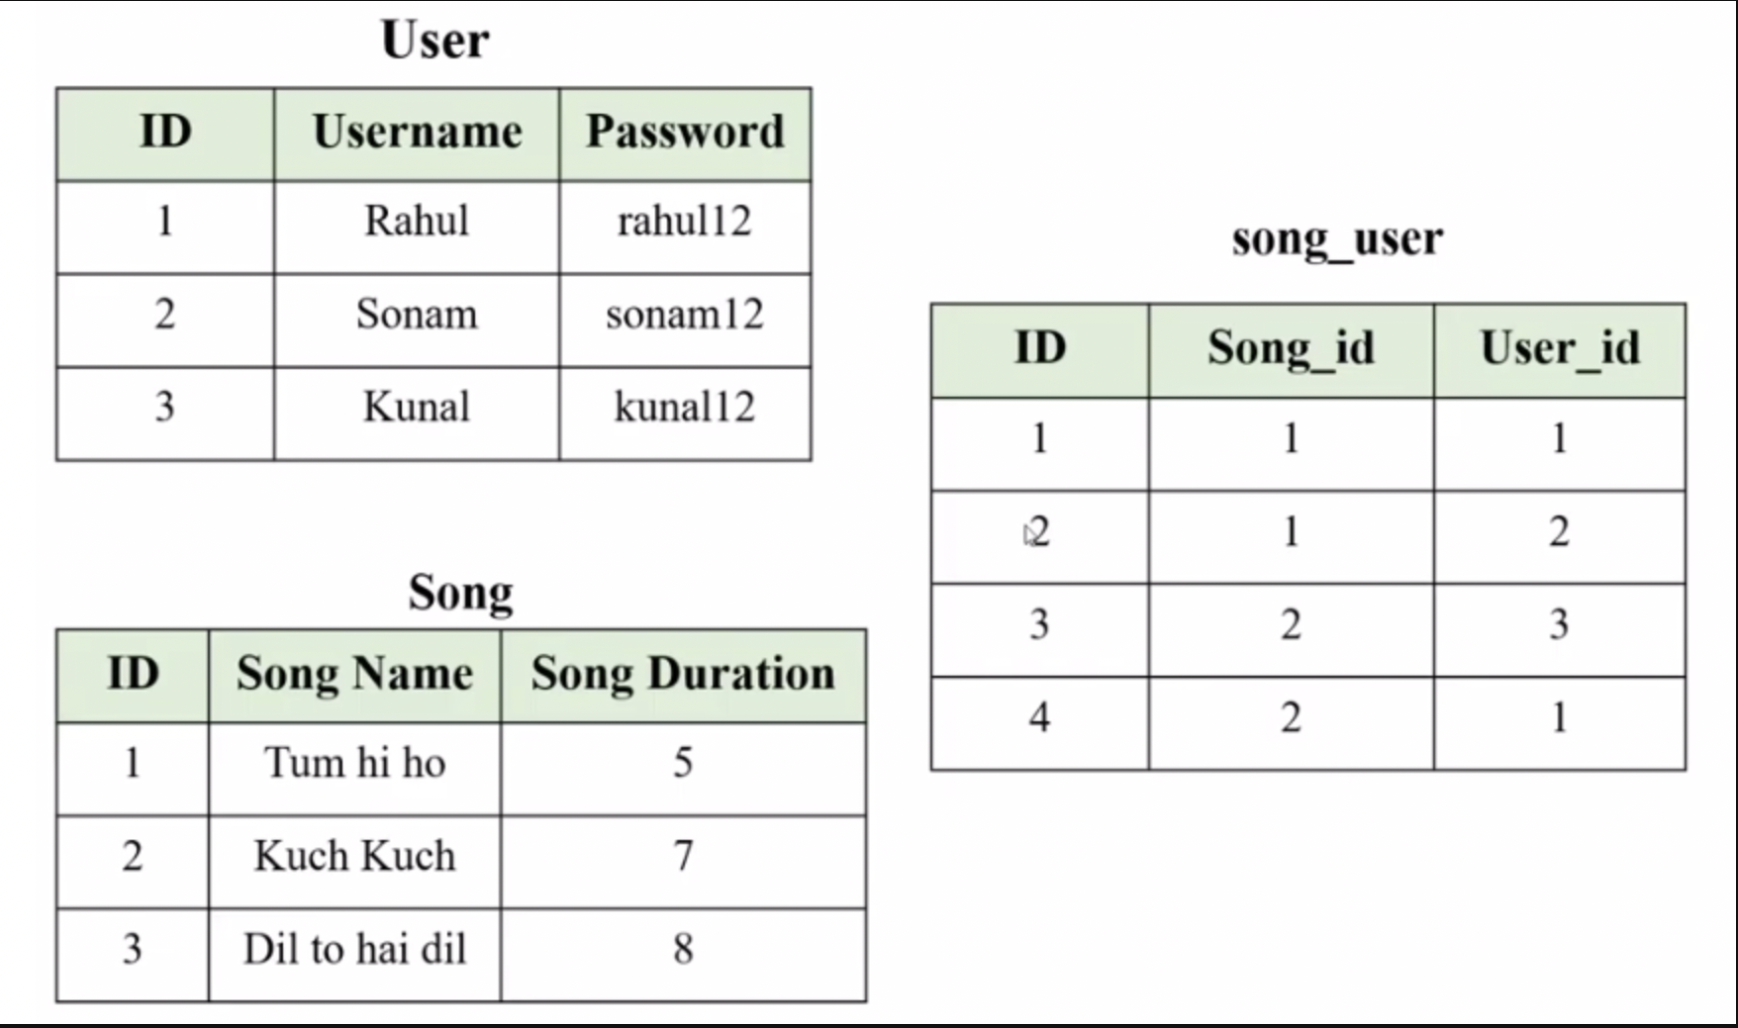 User
ID Username Password
1 Rahul rahul12
2 Sonam sonam12
3 Kunal kunal12
Song
ID Song Name Song Duration
1 Tum hi ho 5
2 Kuch Kuch 7
3 Dil to hai dil 8
song_user
ID Song_id User_id
1 1 1
2 1 2
3 2 3
4 2 1